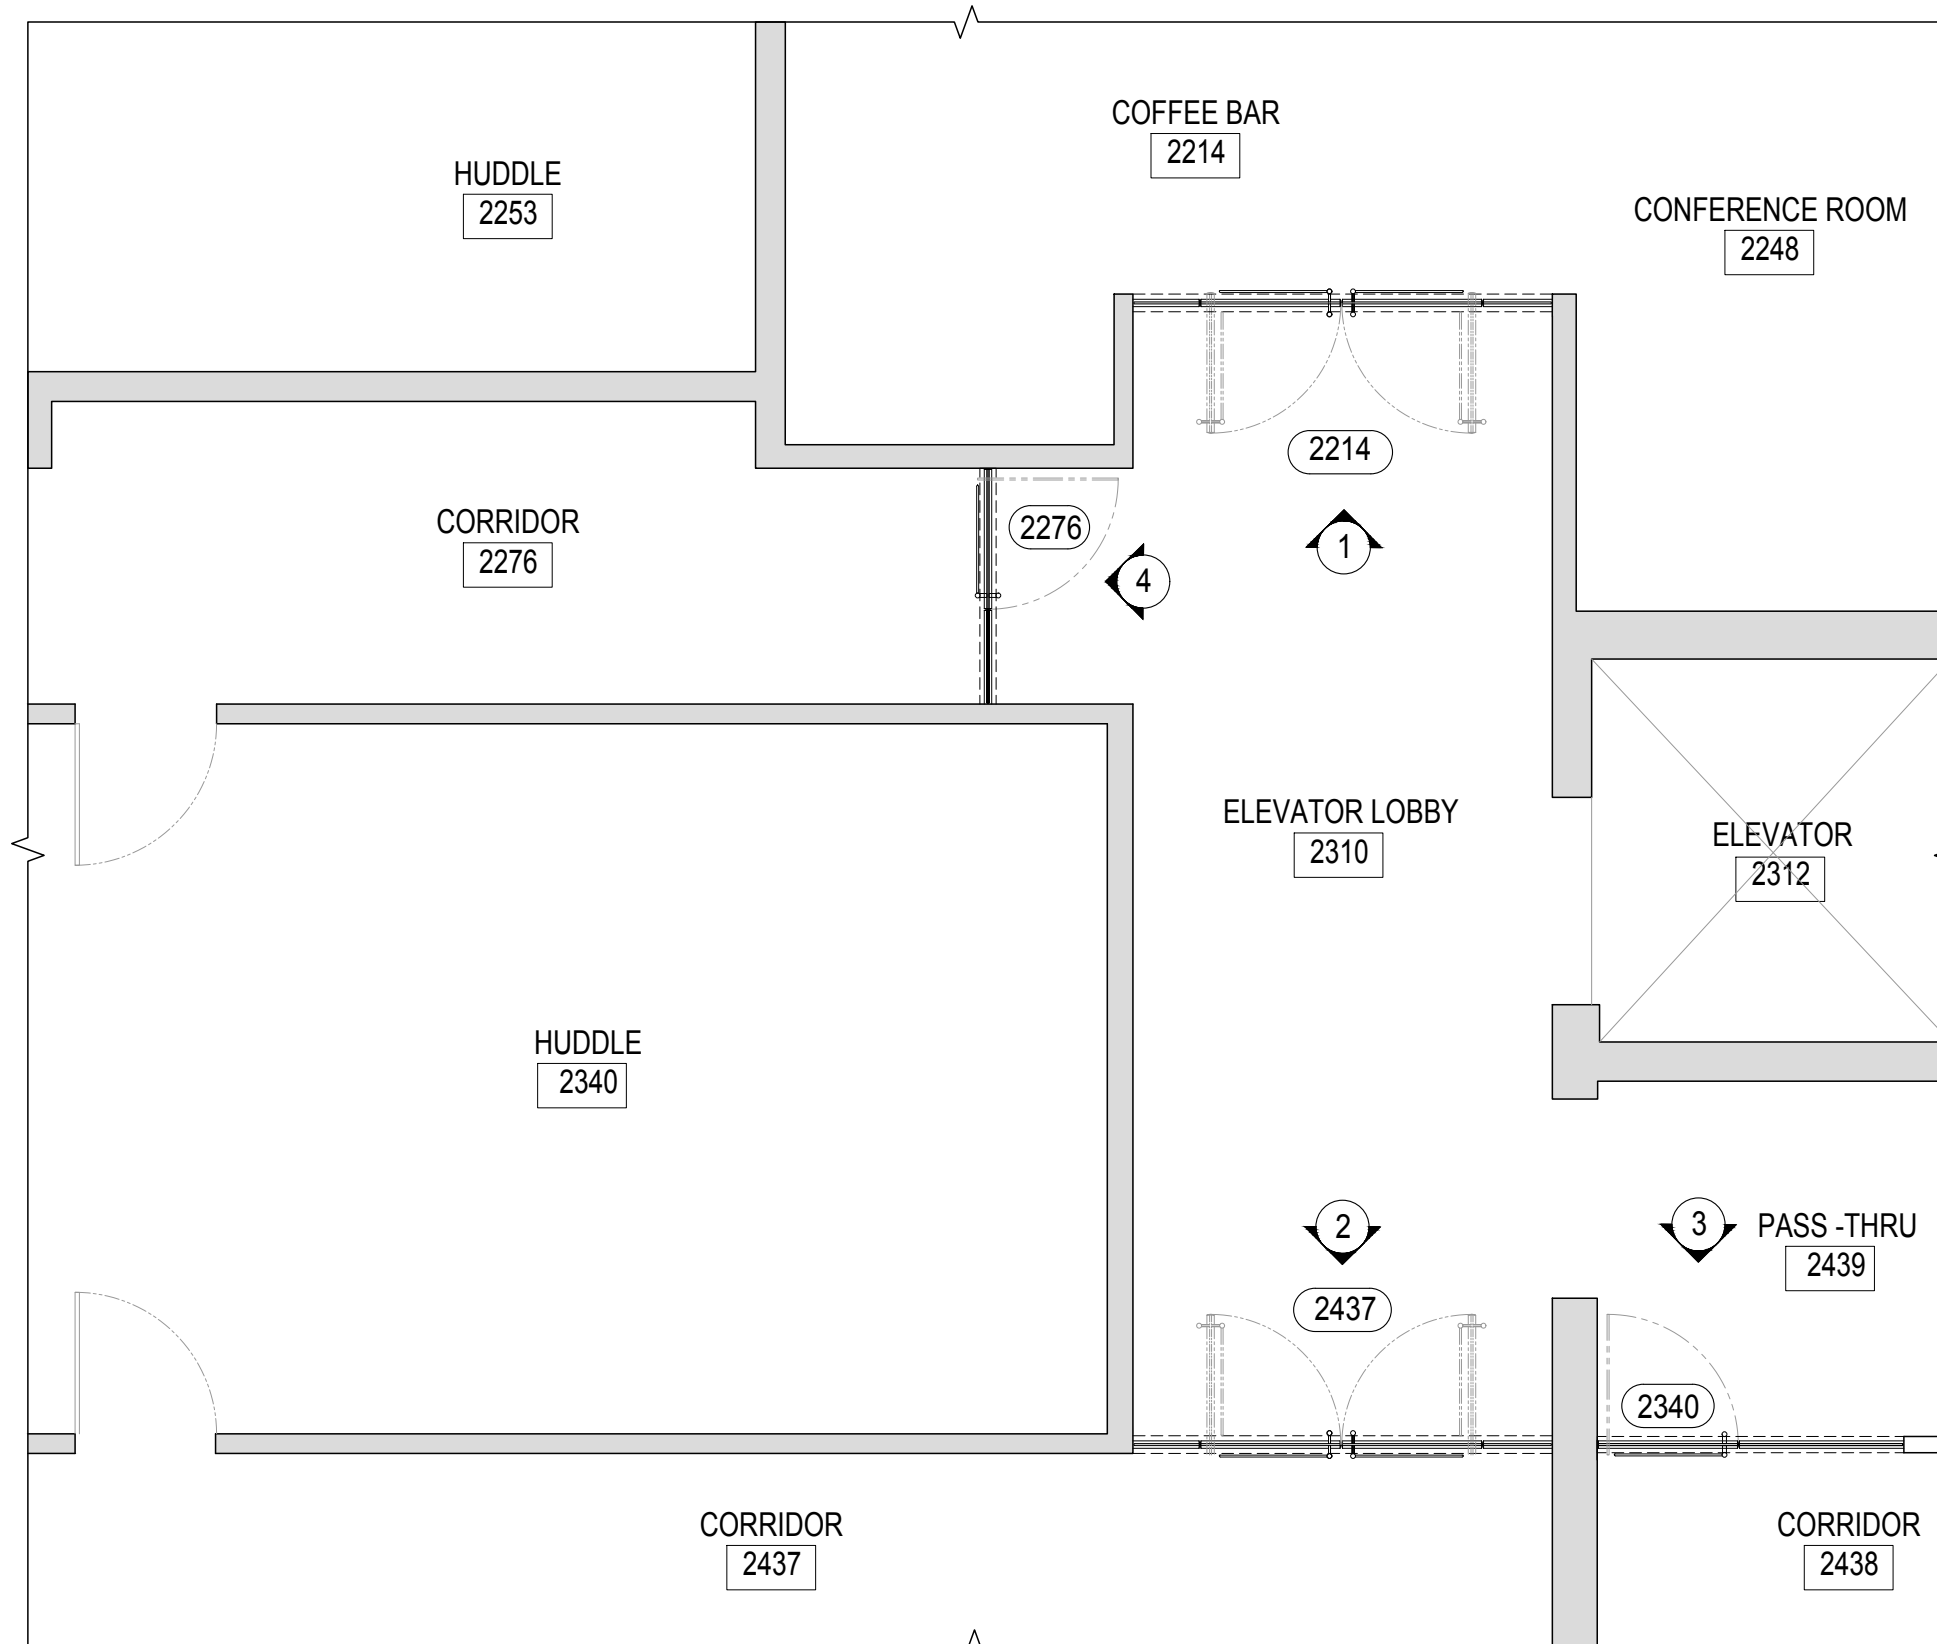 COFFEE BAR
2214
HUDDLE
2253
CONFERENCE ROOM
2248
2214
CORRIDOR
2276
2276
1
4
ELEVATOR LOBBY
2310
ELEVATOR
2312
HUDDLE
2340
2
3
PASS -THRU
2439
2437
2340
CORRIDOR
2437
CORRIDOR
2438